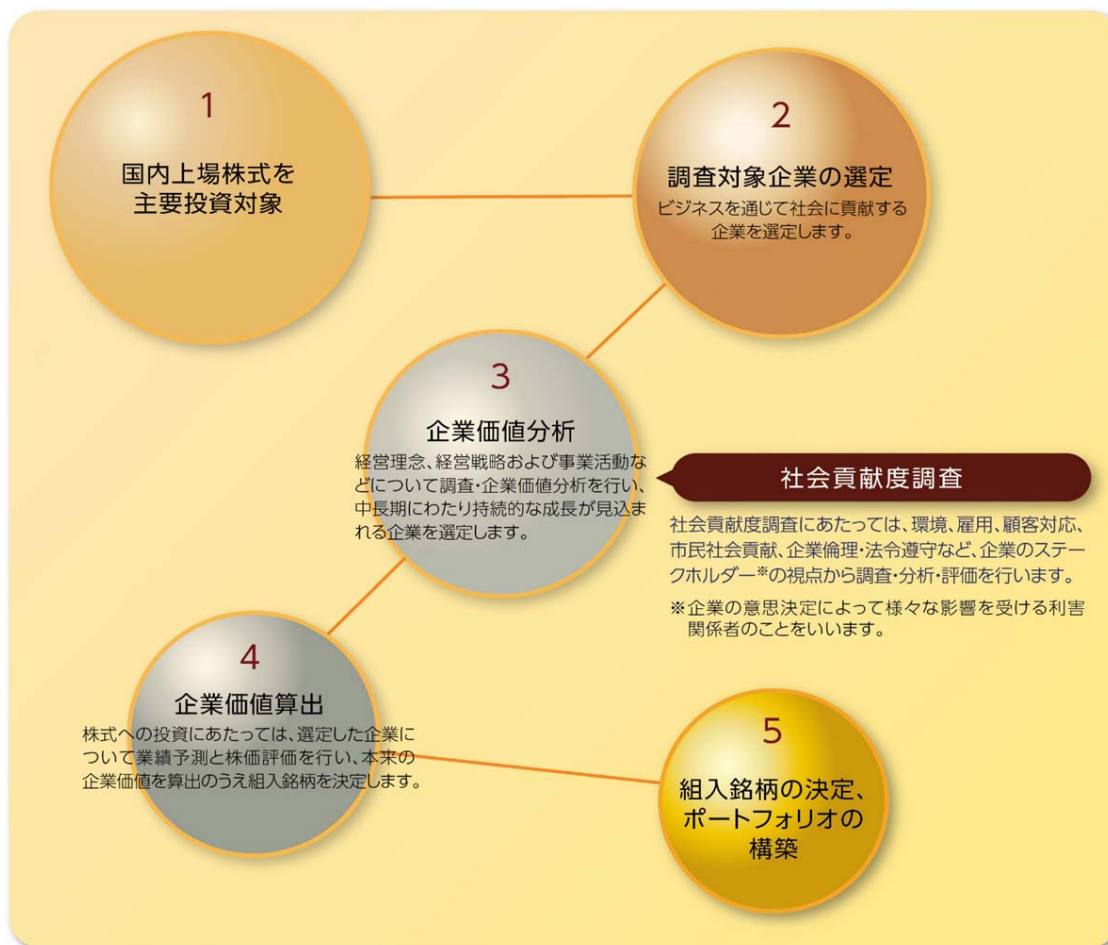 1
国内上場株式を
主要投資対象
2
調査対象企業の選定
ビジネスを通じて社会に貢献する
企業を選定します。
3
企業価値分析
経営理念、経営戦略および事業活動な
どについて調査・企業価値分析を行い、
中長期にわたり持続的な成長が見込ま
れる企業を選定します。
社会貢献度調査
社会貢献度調査にあたっては、環境、雇用、顧客対応、
市民社会貢献、企業倫理・法令遵守など、企業のステー
クホルダー※の視点から調査・分析・評価を行います。
※企業の意思決定によって様々な影響を受ける利害
関係者のことをいいます。
4
企業価値算出
株式への投資にあたっては、選定した企業に
ついて業績予測と株価評価を行い、本来の
企業価値を算出のうえ組入銘柄を決定します。
5
組入銘柄の決定、
ポートフォリオの
構築